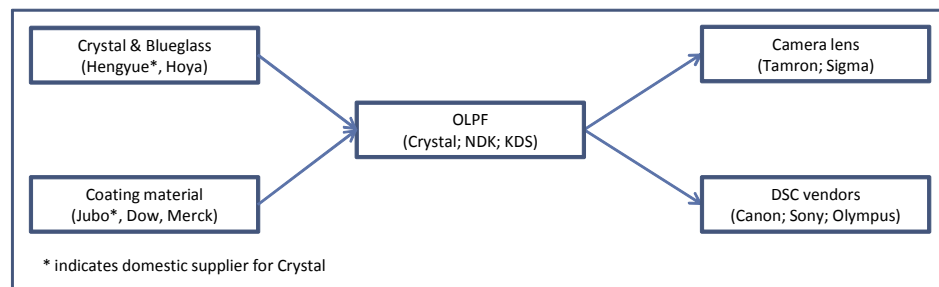 Crystal & Blueglass
(Hengyue*, Hoya)
Camera lens
(Tamron; Sigma)
OLPF
(Crystal; NDK; KDS)
Coating material
(Jubo*, Dow, Merck)
DSC vendors
(Canon; Sony; Olympus)
* indicates domestic supplier for Crystal